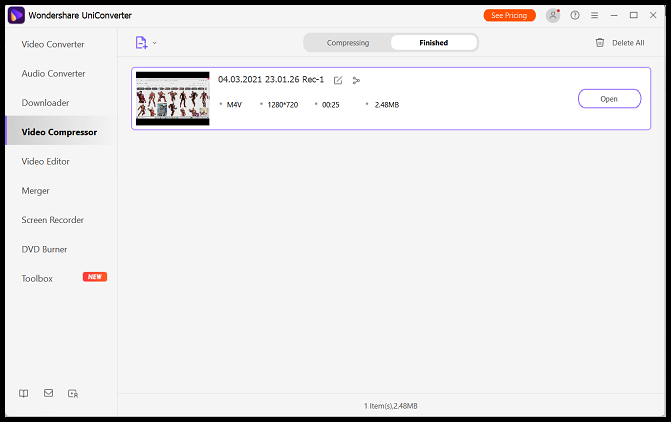 Wondershare UniConverter
See Pricing
Video Converter
Audio Converter
Downloader
Video Compressor
Video Editor
Merger
Screen Recorder
DVD Burner
Toolbox
NEW
Compressing
Finished
Delete All
04.03.2021 23.01.26 Rec-1
M4V
1280*720
00:25
2.48MB
Open
1 Item(s),2.48MB